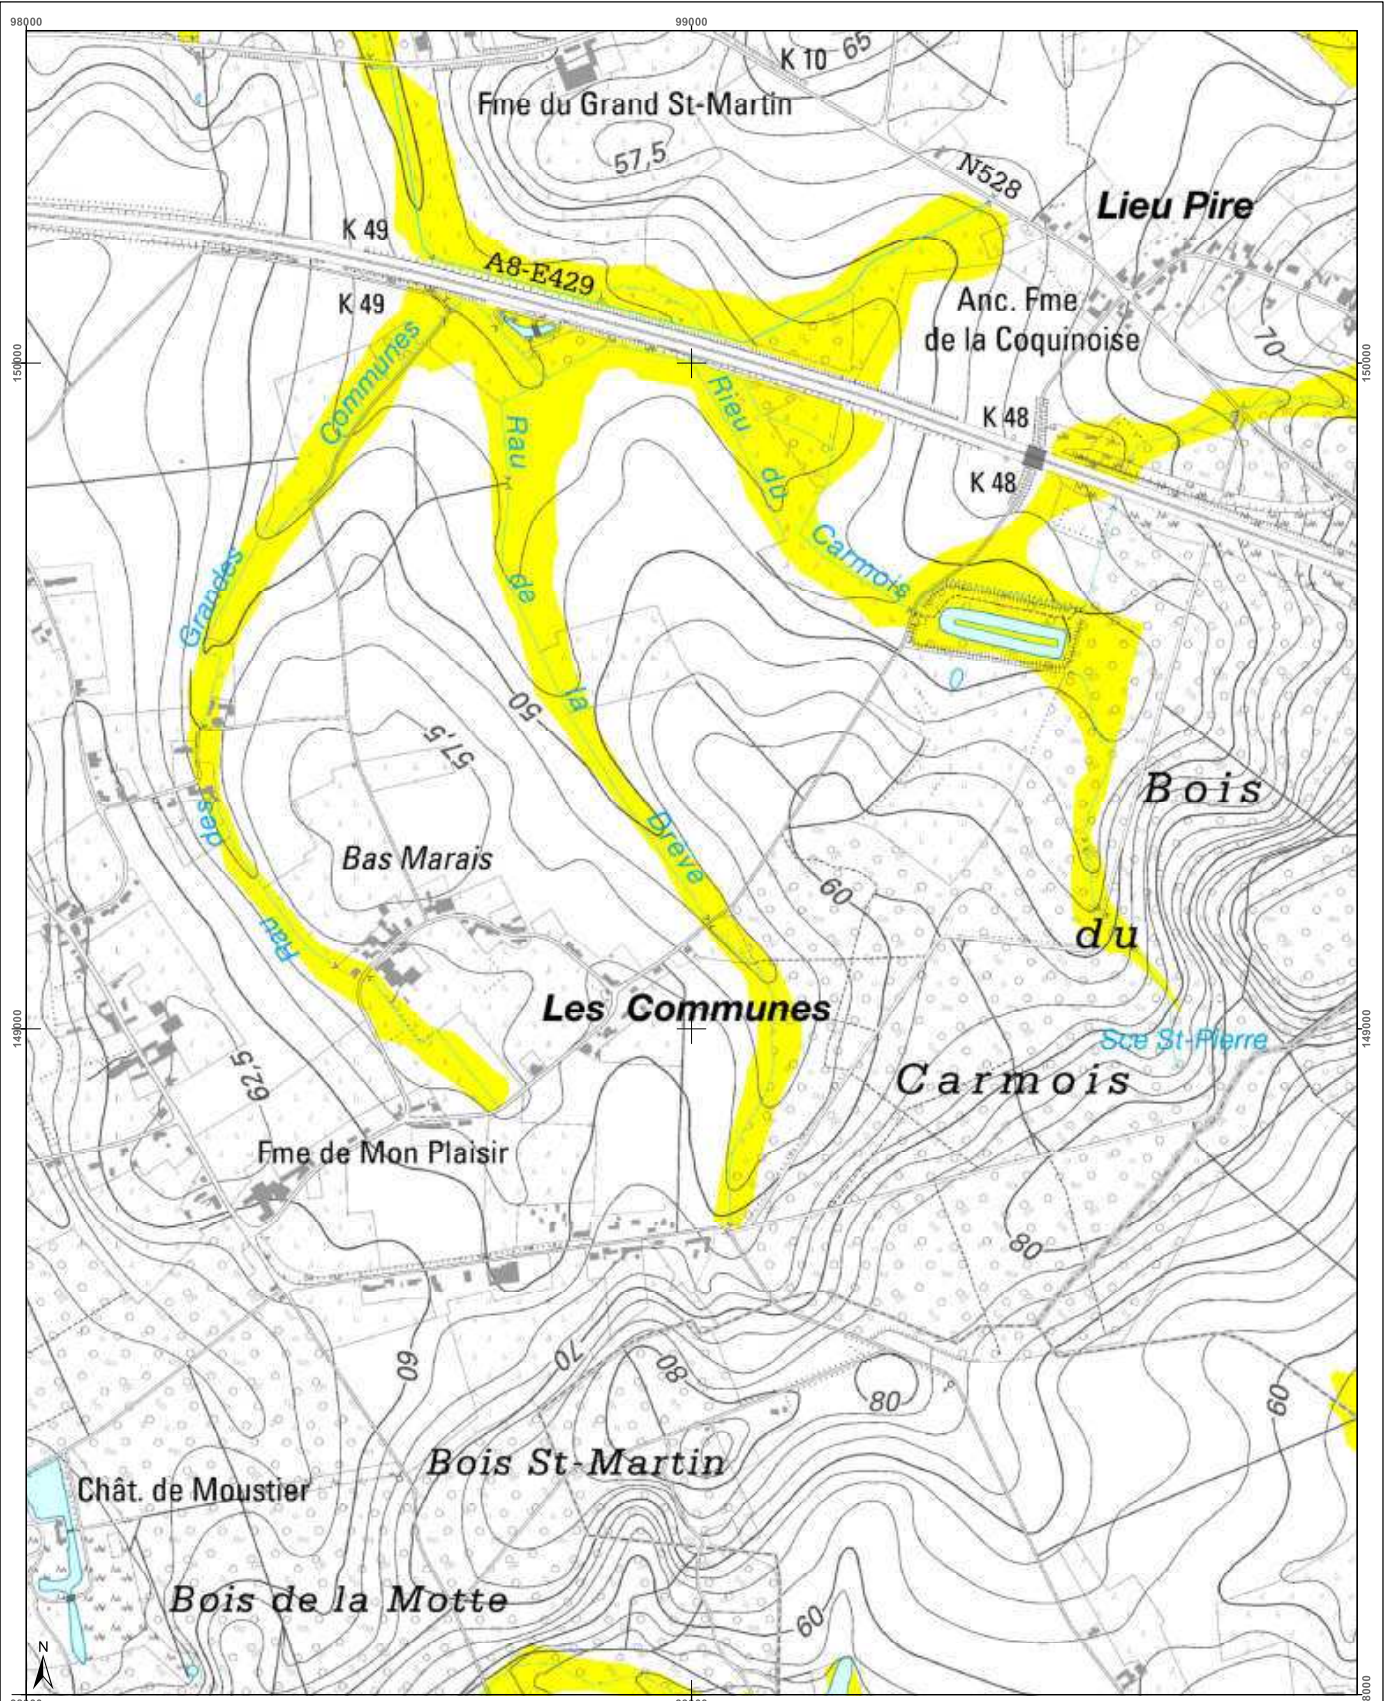 98000
99000
K 10
65
Fme du Grand St-Martin
57,5
N528
Lieu Pire
K 49
A8-E429
K 49
Anc. Fme
de la Coquinoise
70
150000
150000
Communes
Rau
Rieu
du
Carmois
K 48
K 48
Grandes
de
la
50
57,5
Bois
des
Drève
Bas Marais
60
du
Rau
Les Communes
149000
149000
Sce St-Pierre
Carmois
62,5
Fme de Mon Plaisir
80
60
70
80
80
60
Bois St-Martin
Chât. de Moustier
Bois de la Motte
60
N